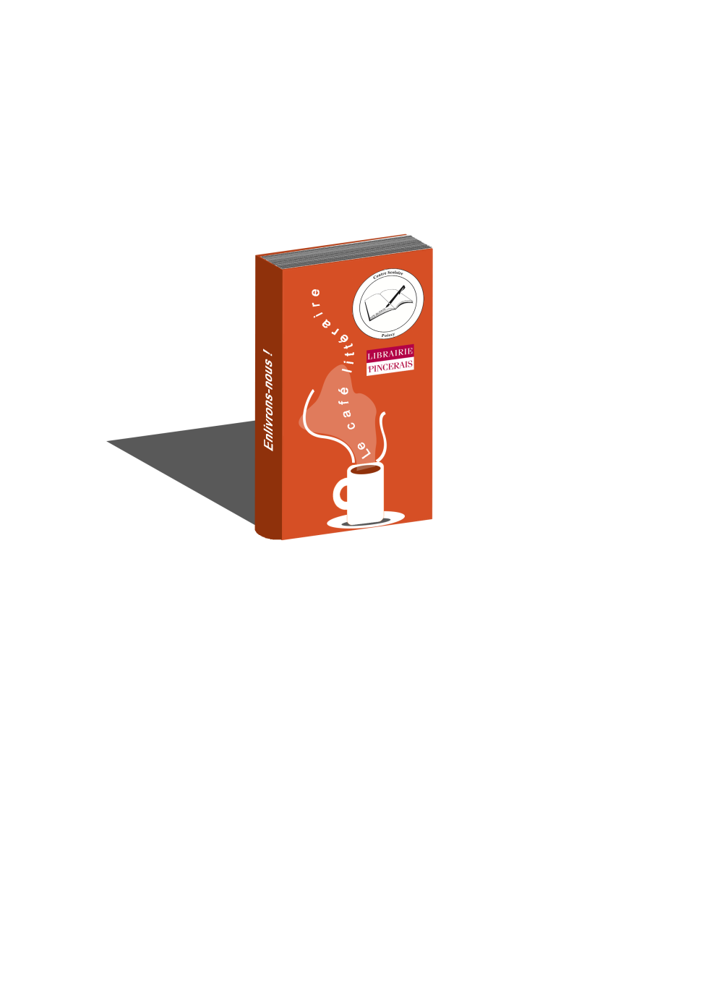 Enlivrons-nous !
Le café littéraire
Centre Scolaire
Poissy
LIBRAIRIE
PINCERAIS